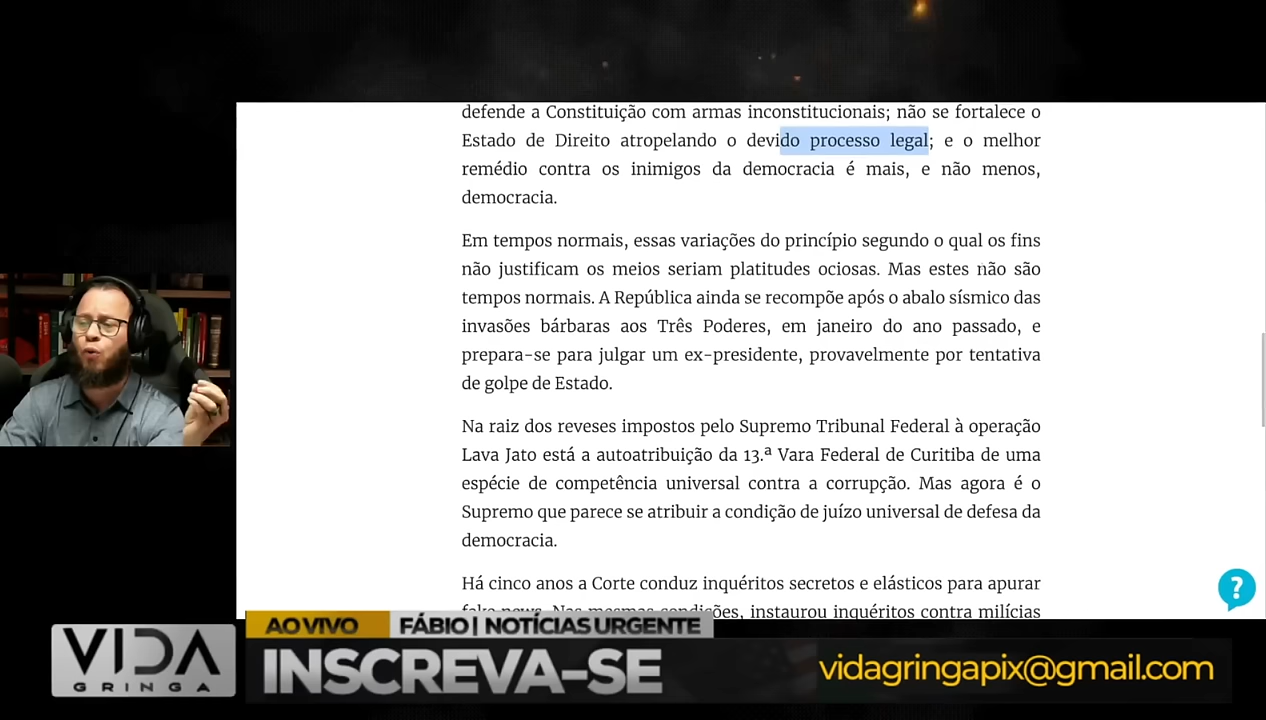 defende a Constituição com armas inconstitucionais; não se fortalece o
Estado de Direito atropelando o devido processo legal; e o melhor
remédio contra os inimigos da democracia é mais, e não menos,
democracia.
Em tempos normais, essas variações do princípio segundo o qual os fins
não justificam os meios seriam platitudes ociosas. Mas estes não são
tempos normais. A República ainda se recompõe após o abalo sísmico das
invasões bárbaras aos Três Poderes, em janeiro do ano passado, e
prepara-se para julgar um ex-presidente, provavelmente por tentativa
de golpe de Estado.
Na raiz dos reveses impostos pelo Supremo Tribunal Federal à operação
Lava Jato está a autoatribuição da 13.ª Vara Federal de Curitiba de uma
espécie de competência universal contra a corrupção. Mas agora é o
Supremo que parece se atribuir a condição de juízo universal de defesa da
democracia.
Há cinco anos a Corte conduz inquéritos secretos e elásticos para apurar
fake news. Nas mesmas condições, instaurou inquéritos contra milícias
?
AO VIVO FÁBIO | NOTÍCIAS URGENTE
VIDA
GRINGA
INSCREVA-SE
vidagringapix@gmail.com